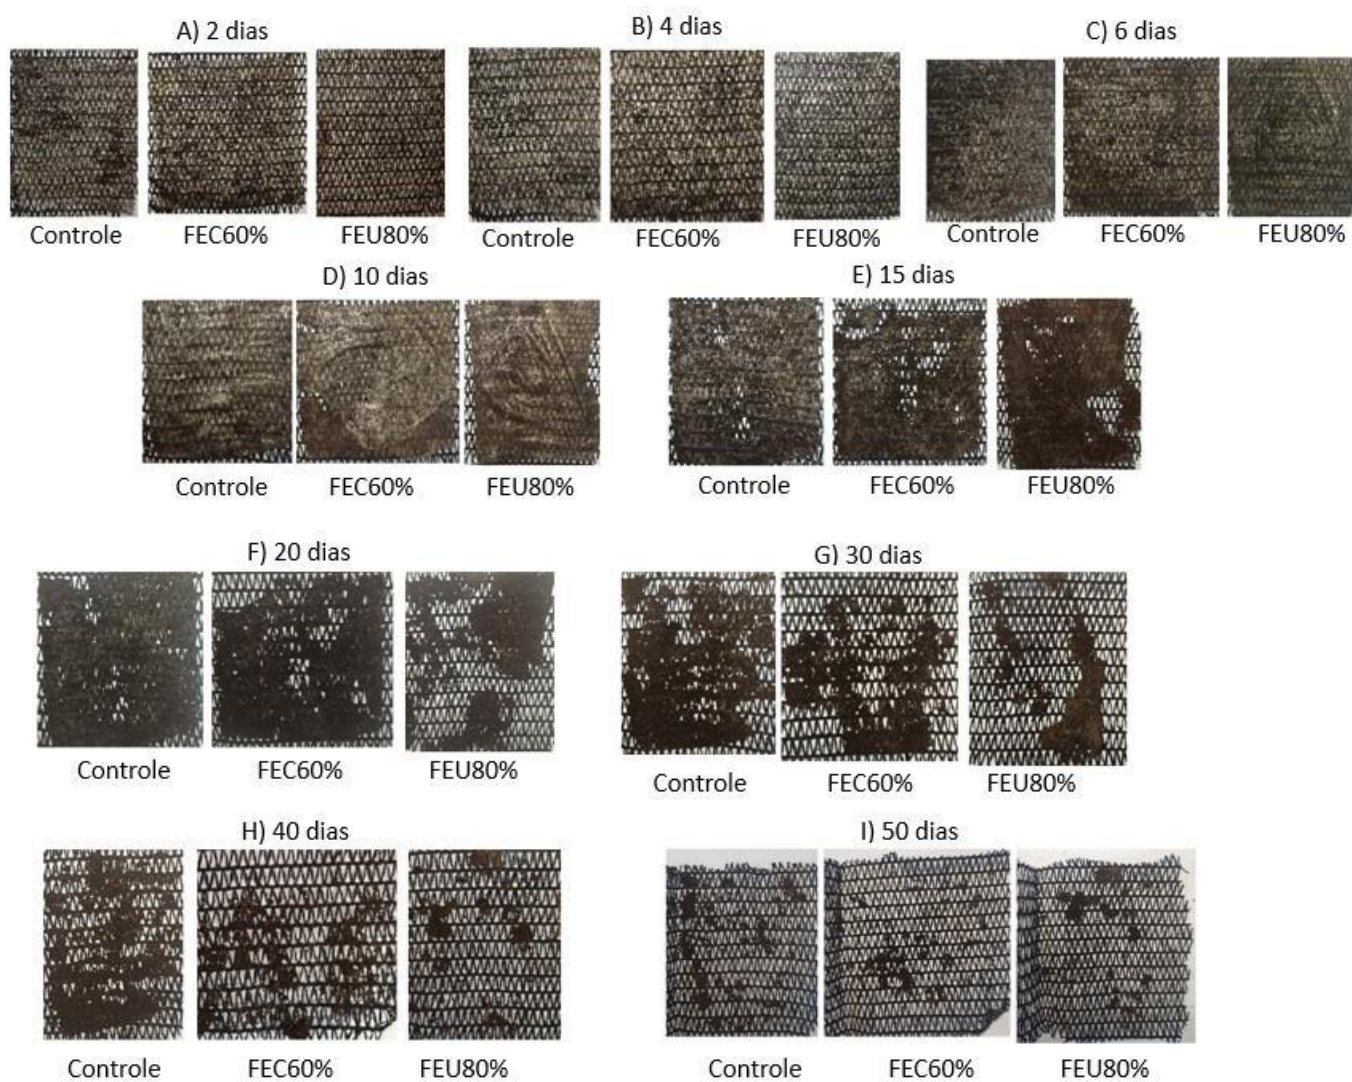 A) 2 dias
B) 4 dias
C) 6 dias
Controle FEC60% FEU80% Controle FEC60% FEU80% Controle FEC60% FEU80%
D) 10 dias
E) 15 dias
Controle FEC60% FEU80% Controle FEC60% FEU80%
F) 20 dias
G) 30 dias
Controle FEC60% FEU80% Controle FEC60% FEU80%
H) 40 dias
I) 50 dias
Controle FEC60% FEU80% Controle FEC60% FEU80%